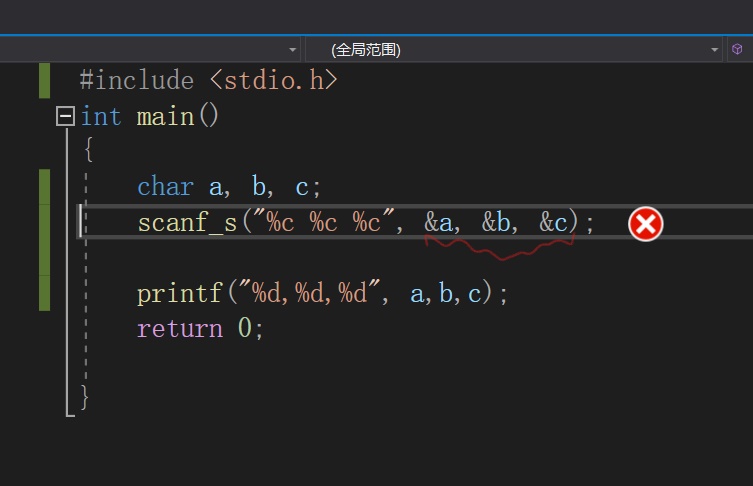 (全局范围)
#include <stdio.h>
int main()
{
char a, b, c;
scanf_s("%c %c %c", &a, &b, &c);
printf("%d,%d,%d", a,b,c);
return 0;
}